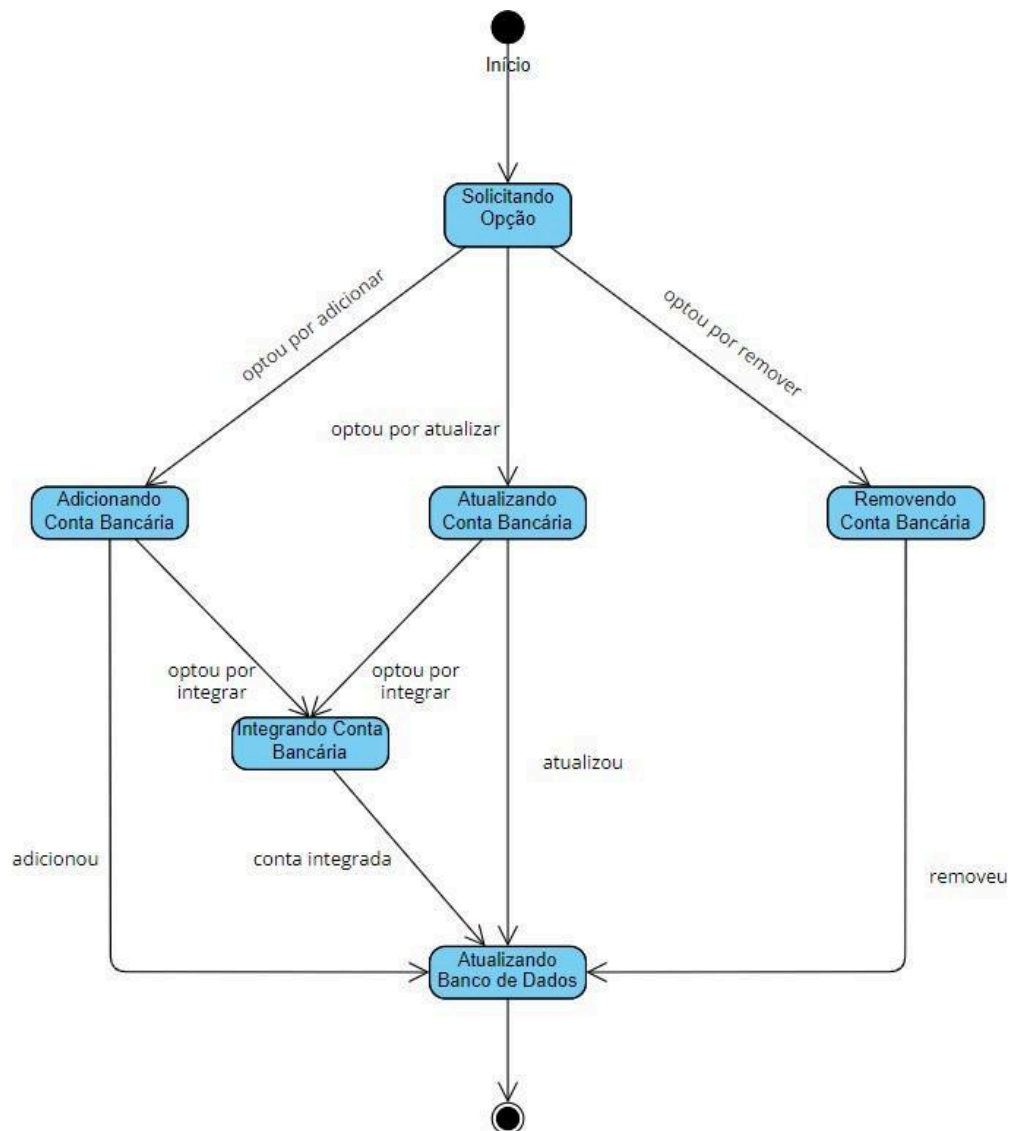 Início
Solicitando
Opção
optou por adicionar
optou por remover
optou por atualizar
Adicionando
Conta Bancária
Atualizando
Conta Bancária
Removendo
Conta Bancária
optou por
integrar
optou por
integrar
Integrando Conta
Bancária
atualizou
adicionou
conta integrada
removeu
Atualizando
Banco de Dados